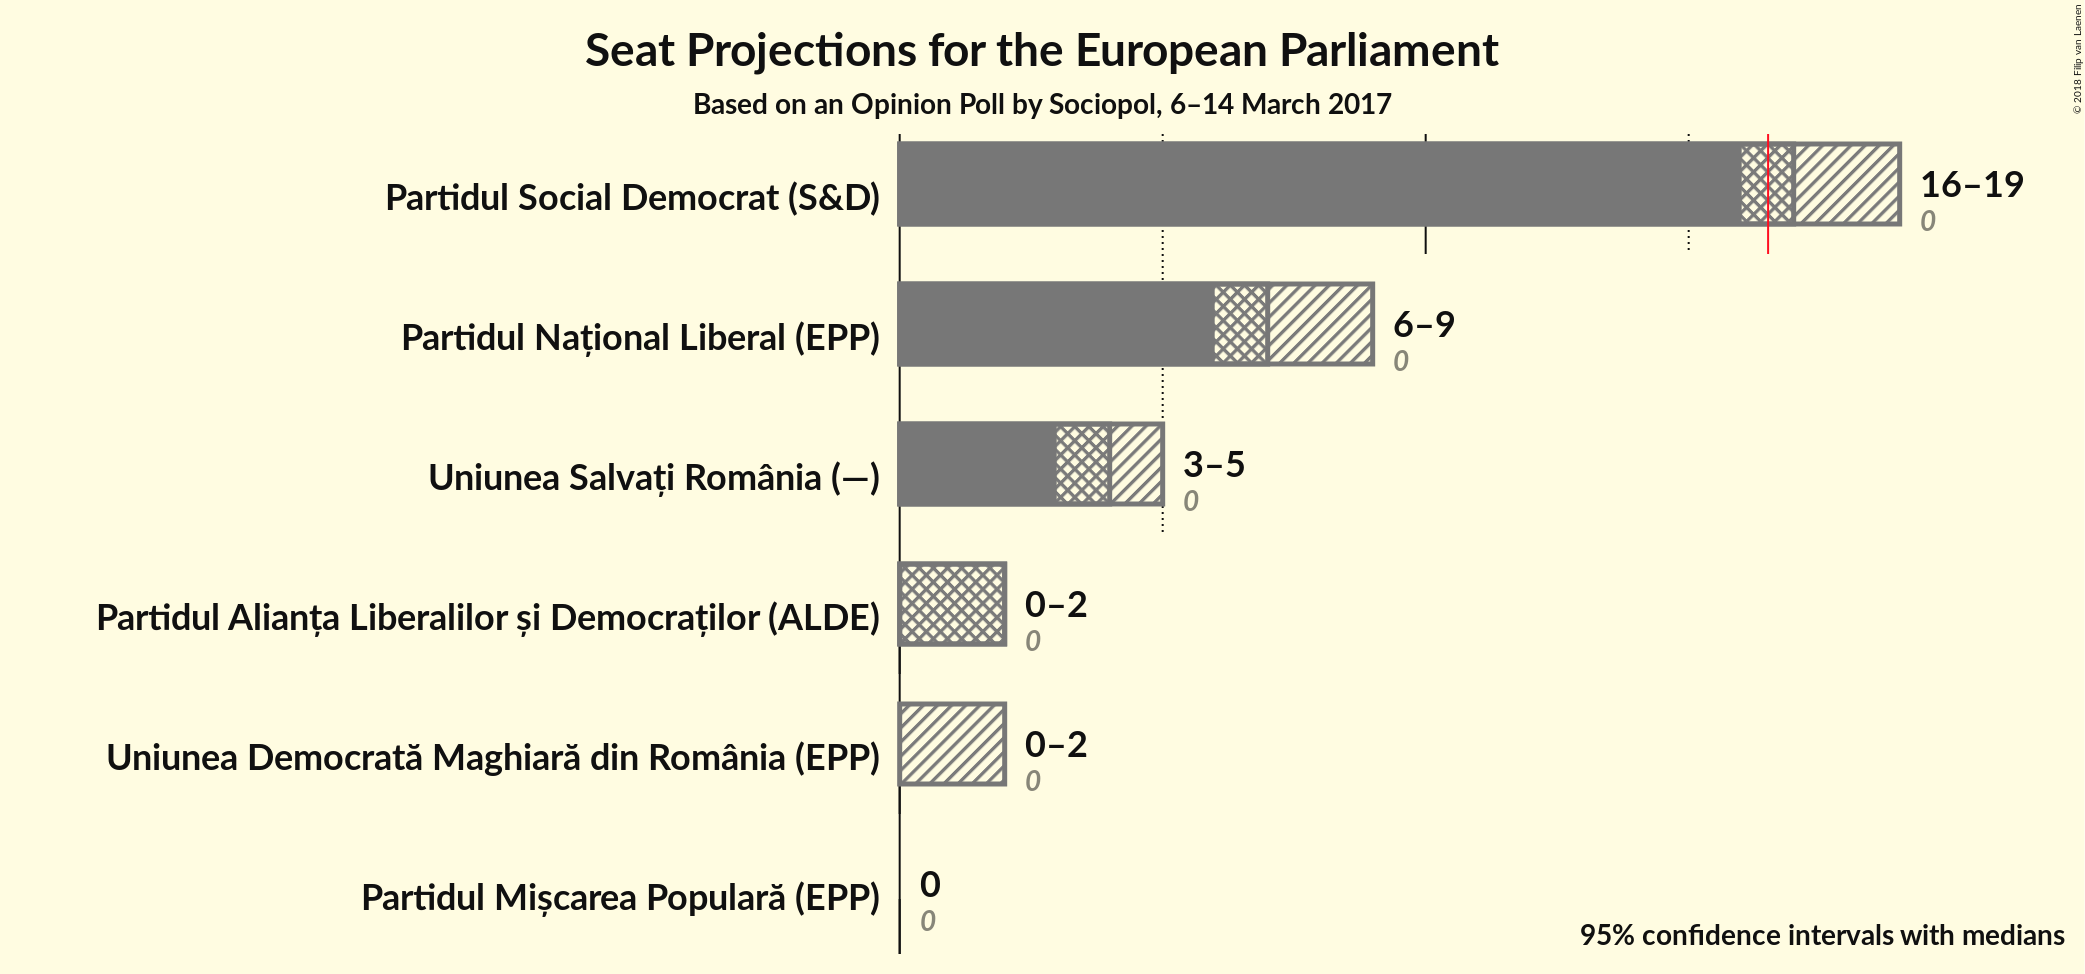 Seat Projections for the European Parliament
Based on an Opinion Poll by Sociopol, 6–14 March 2017
© 2018 Filip van Laenen
Partidul Social Democrat (S&D)
16–19
0
Partidul Național Liberal (EPP)
6–9
0
Uniunea Salvați România (—)
3–5
0
Partidul Alianța Liberalilor și Democraților (ALDE)
0–2
0
Uniunea Democrată Maghiară din România (EPP)
0–2
0
Partidul Mișcarea Populară (EPP)
0
0
95% confidence intervals with medians